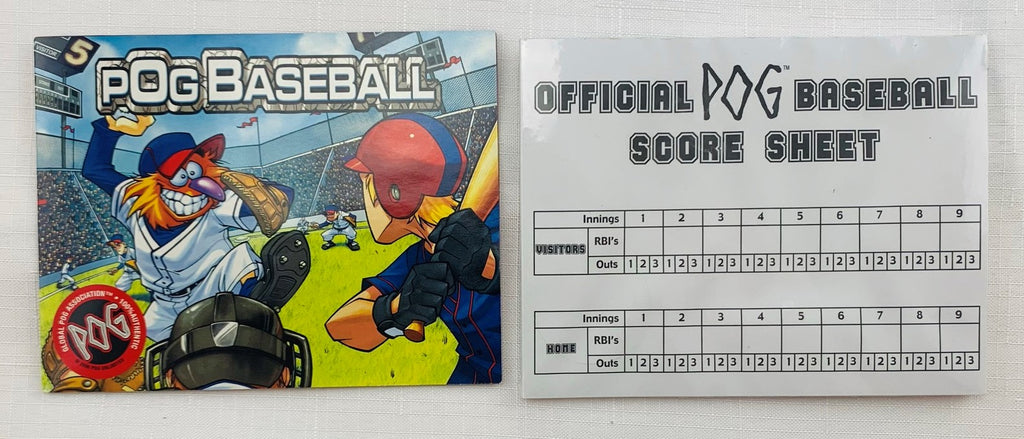 VISITOR
5
POG BASEBALL
GLOBAL POG ASSOCIATION™ • 100% AUTHENTIC
POG
OFFICIAL POG™ BASEBALL
SCORE SHEET
Innings 1 2 3 4 5 6 7 8 9
VISITORS
RBI's
Outs 1 2 3 1 2 3 1 2 3 1 2 3 1 2 3 1 2 3 1 2 3 1 2 3 1 2 3
Innings 1 2 3 4 5 6 7 8 9
HOME
RBI's
Outs 1 2 3 1 2 3 1 2 3 1 2 3 1 2 3 1 2 3 1 2 3 1 2 3 1 2 3